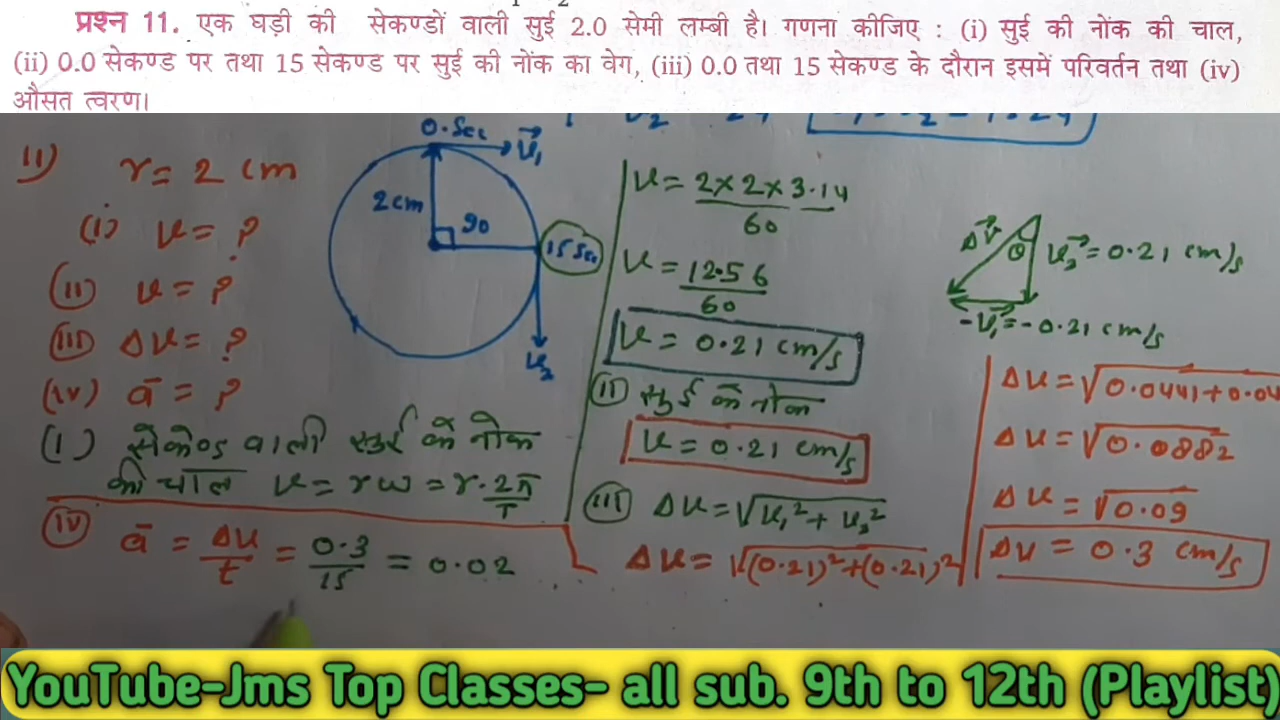 प्रश्न 11. एक घड़ी की सेकण्डों वाली सुई 2.0 सेमी लम्बी है। गणना कीजिए : (i) सुई की नोंक की चाल,
(ii) 0.0 सेकण्ड पर तथा 15 सेकण्ड पर सुई की नोंक का वेग, (iii) 0.0 तथा 15 सेकण्ड के दौरान इसमें परिवर्तन तथा (iv)
औसत त्वरण।
11) r = 2 cm
(i) v = ?
(ii) v = ?
(iii) Δv = ?
(iv) a̅ = ?
(I) सेकेण्ड वाली सुई के नोक
की चाल v = rω = r · 2π/T
0. Sec
v⃗₁
2cm
90
15 Sec
v₂
v = 2 × 2 × 3.14 / 60
v = 12.56 / 60
v = 0.21 cm/s
(ii) सुई के नोक
v = 0.21 cm/s
(iii) Δv = √v₁² + v₂²
Δv = √(0.21)² + (0.21)²
Δv⃗
θ
v⃗₂ = 0.21 cm/s
-v⃗₁ = -0.21 cm/s
Δv = √0.0441 + 0.04
Δv = √0.0882
Δv = √0.09
Δv = 0.3 cm/s
(iv) a̅ = Δv/t = 0.3/15 = 0.02
YouTube-Jms Top Classes- all sub. 9th to 12th (Playlist)